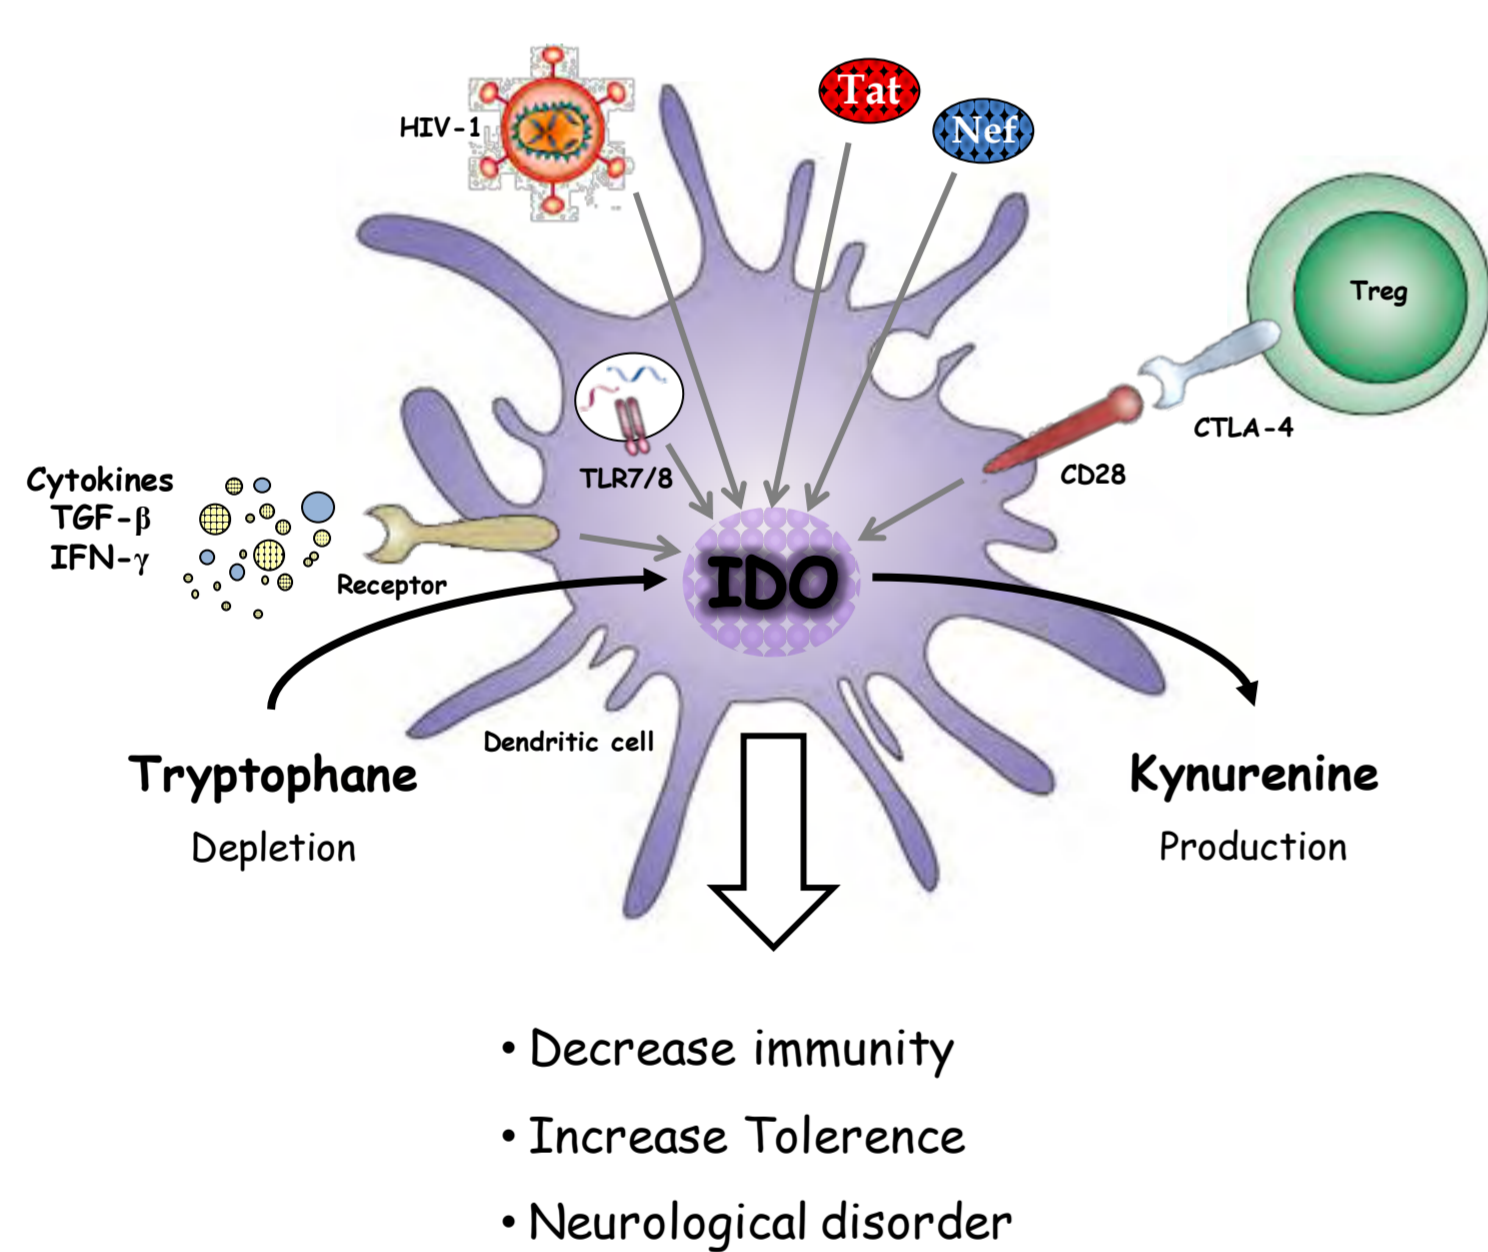 HIV-1
Tat
Nef
Treg
CTLA-4
CD28
TLR7/8
Cytokines
TGF-β
IFN-γ
Receptor
IDO
Dendritic cell
Tryptophane
Depletion
Kynurenine
Production
• Decrease immunity
• Increase Tolerence
• Neurological disorder